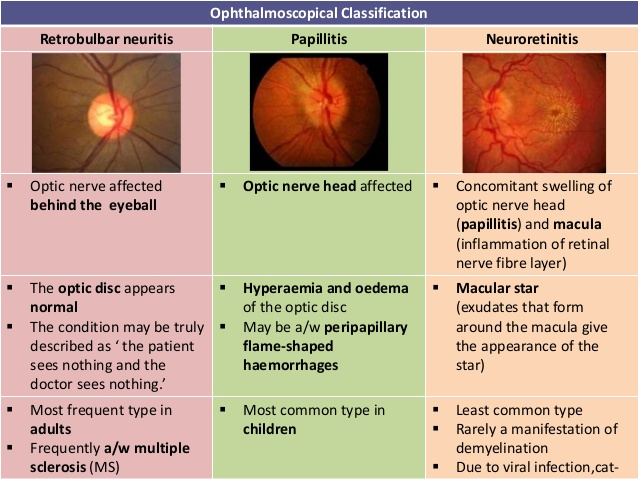 Ophthalmoscopical Classification
Retrobulbar neuritis
Papillitis
Neuroretinitis
▪ Optic nerve affected
behind the eyeball
▪ Optic nerve head affected
▪ Concomitant swelling of
optic nerve head
(papillitis) and macula
(inflammation of retinal
nerve fibre layer)
▪ The optic disc appears
normal
▪ The condition may be truly
described as ‘ the patient
sees nothing and the
doctor sees nothing.’
▪ Hyperaemia and oedema
of the optic disc
▪ May be a/w peripapillary
flame-shaped
haemorrhages
▪ Macular star
(exudates that form
around the macula give
the appearance of the
star)
▪ Most frequent type in
adults
▪ Frequently a/w multiple
sclerosis (MS)
▪ Most common type in
children
▪ Least common type
▪ Rarely a manifestation of
demyelination
▪ Due to viral infection,cat-